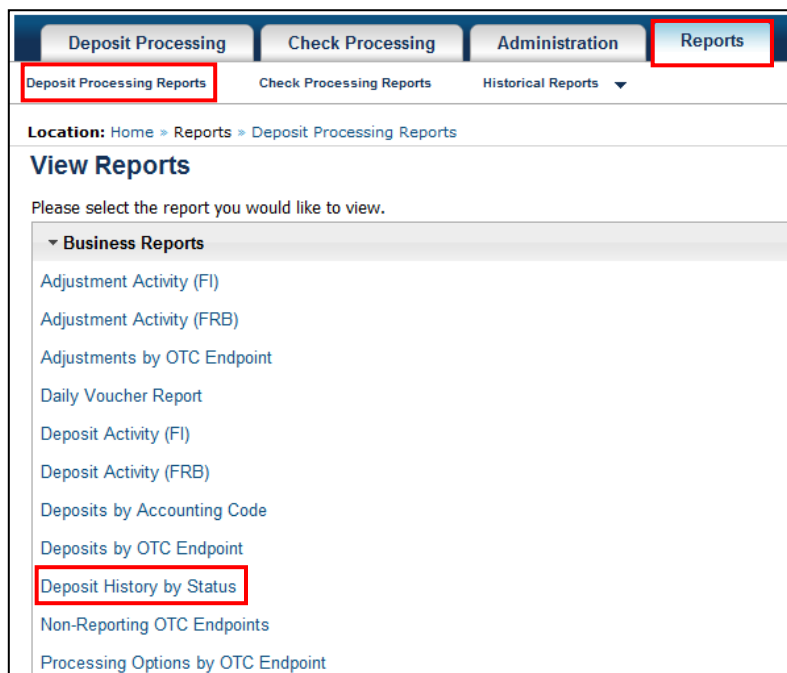 Deposit Processing Check Processing Administration Reports
Deposit Processing Reports Check Processing Reports Historical Reports
Location: Home » Reports » Deposit Processing Reports
View Reports
Please select the report you would like to view.
Business Reports
Adjustment Activity (FI)
Adjustment Activity (FRB)
Adjustments by OTC Endpoint
Daily Voucher Report
Deposit Activity (FI)
Deposit Activity (FRB)
Deposits by Accounting Code
Deposits by OTC Endpoint
Deposit History by Status
Non-Reporting OTC Endpoints
Processing Options by OTC Endpoint